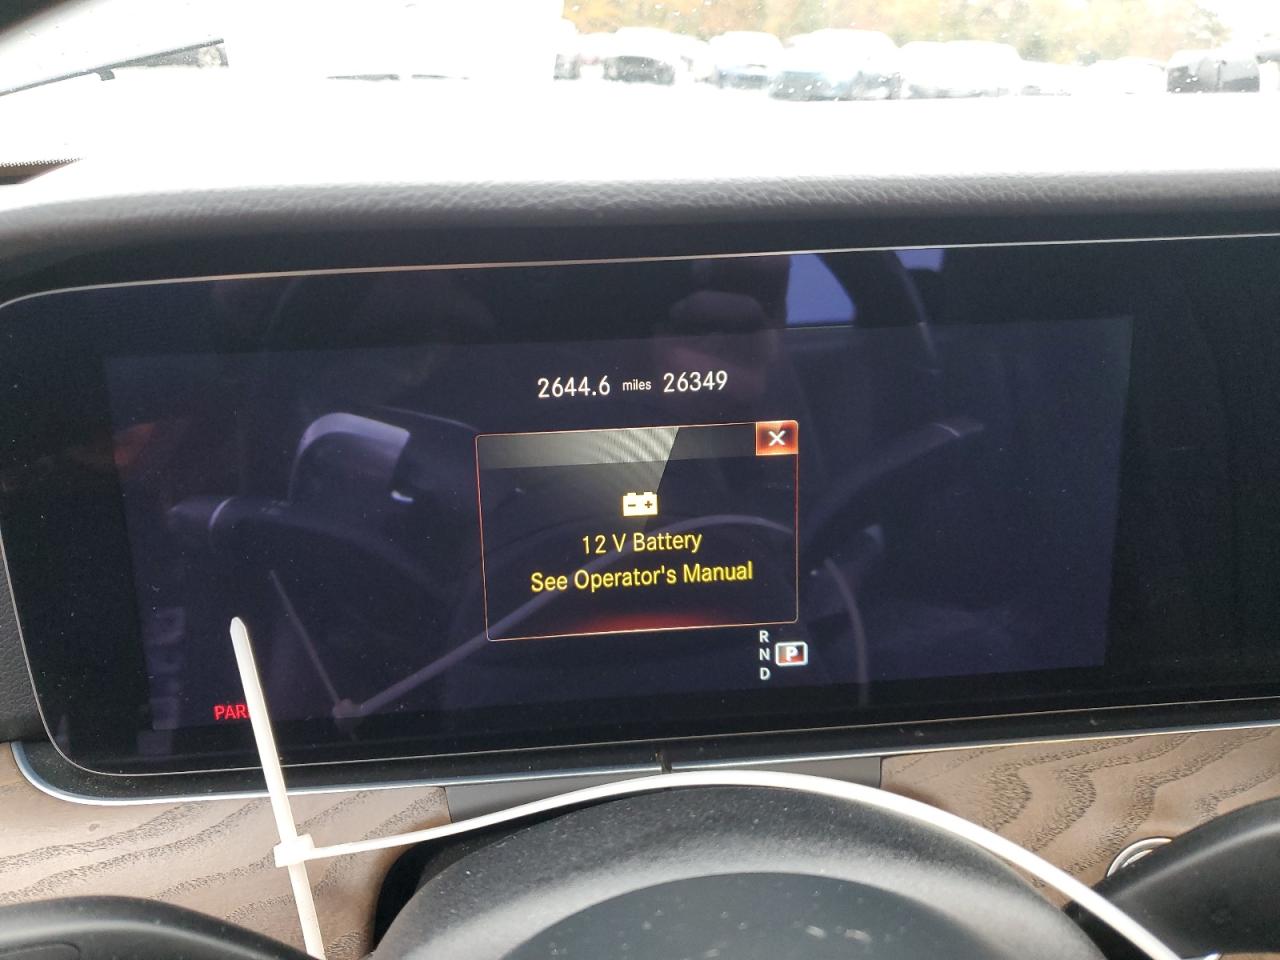 2644.6 miles 26349
12 V Battery
See Operator's Manual
R
N P
D